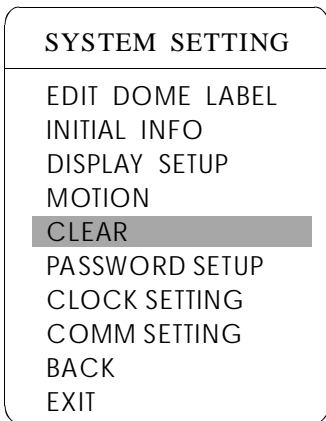 SYSTEM SETTING
EDIT DOME LABEL
INITIAL INFO
DISPLAY SETUP
MOTION
CLEAR
PASSWORD SETUP
CLOCK SETTING
COMM SETTING
BACK
EXIT